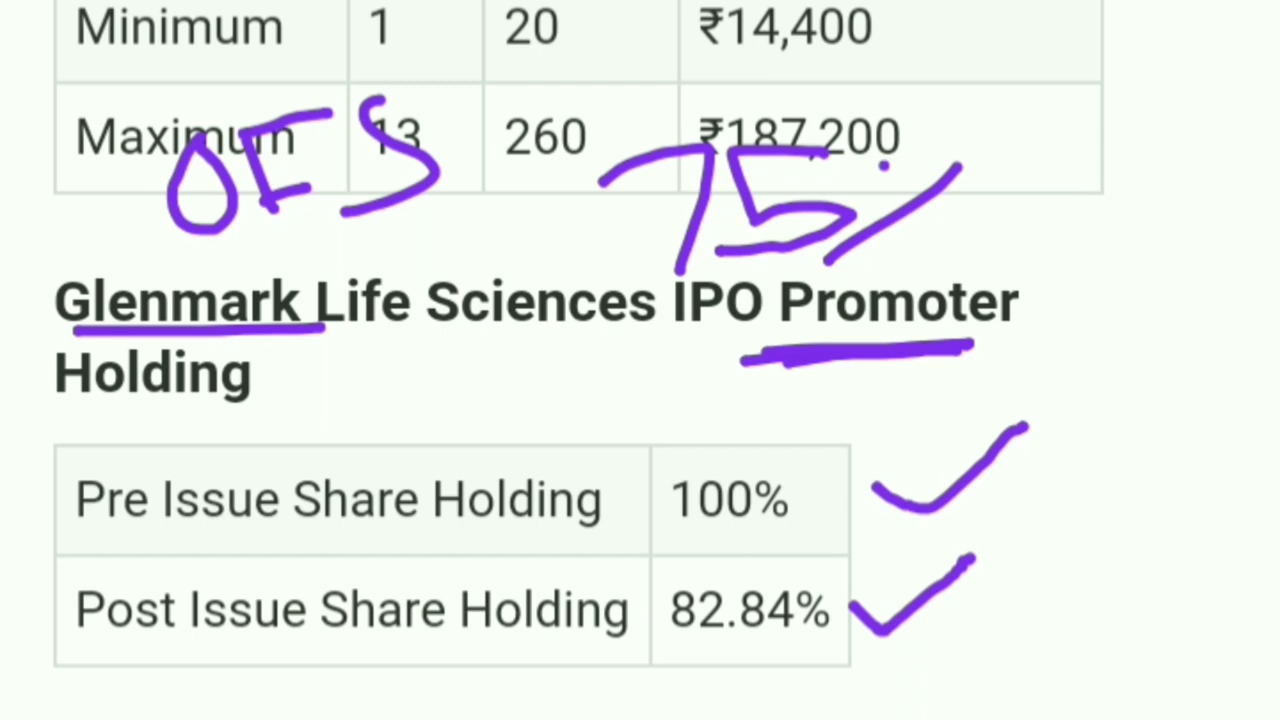 Minimum 1 20 ₹14,400
Maximum 13 260 ₹187,200
OFS 75%
Glenmark Life Sciences IPO Promoter
Holding
Pre Issue Share Holding 100%
Post Issue Share Holding 82.84%